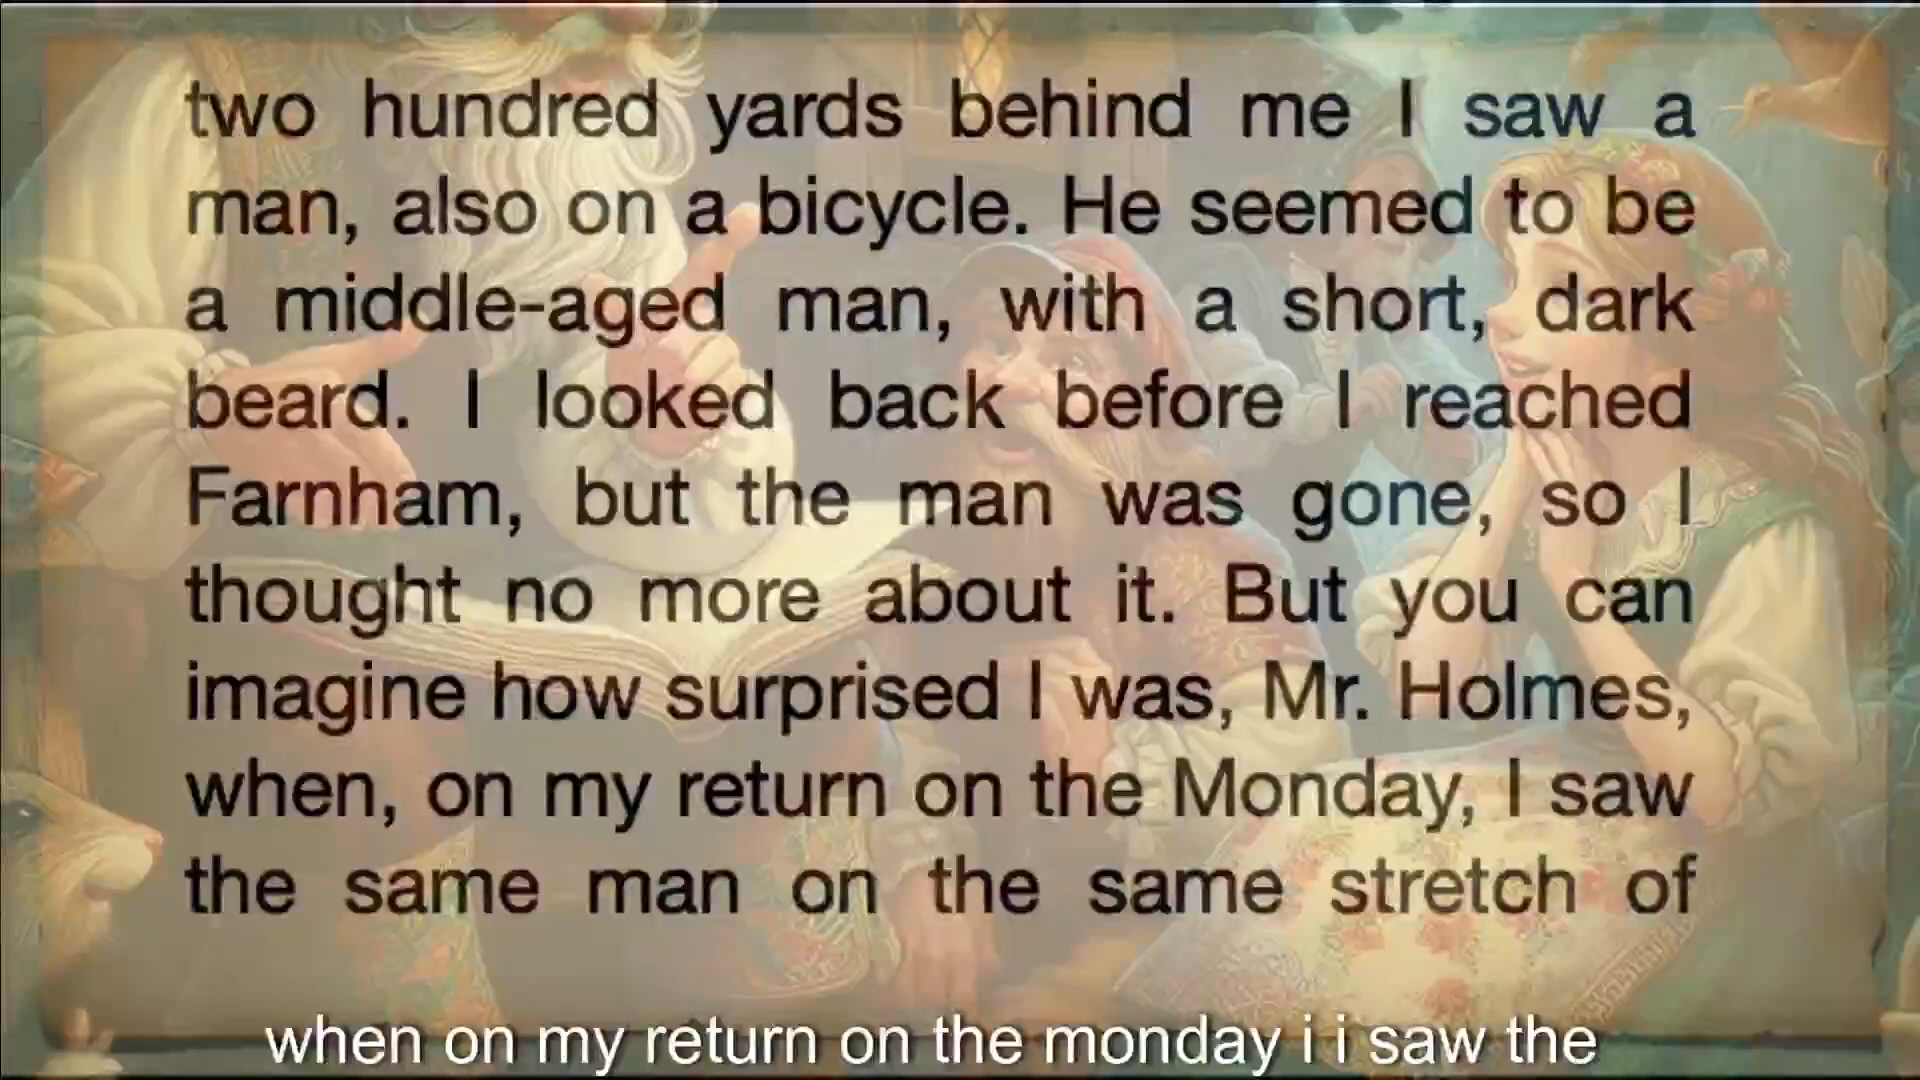 two hundred yards behind me I saw a
man, also on a bicycle. He seemed to be
a middle-aged man, with a short, dark
beard. I looked back before I reached
Farnham, but the man was gone, so I
thought no more about it. But you can
imagine how surprised I was, Mr. Holmes,
when, on my return on the Monday, I saw
the same man on the same stretch of
when on my return on the monday i i saw the